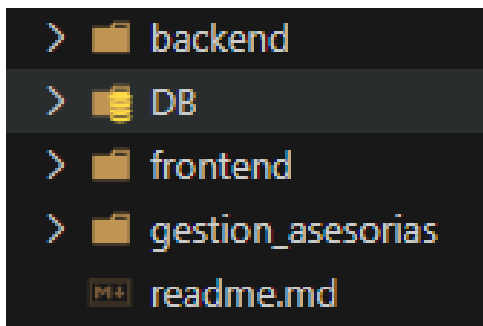 backend
DB
frontend
gestion_asesorias
readme.md